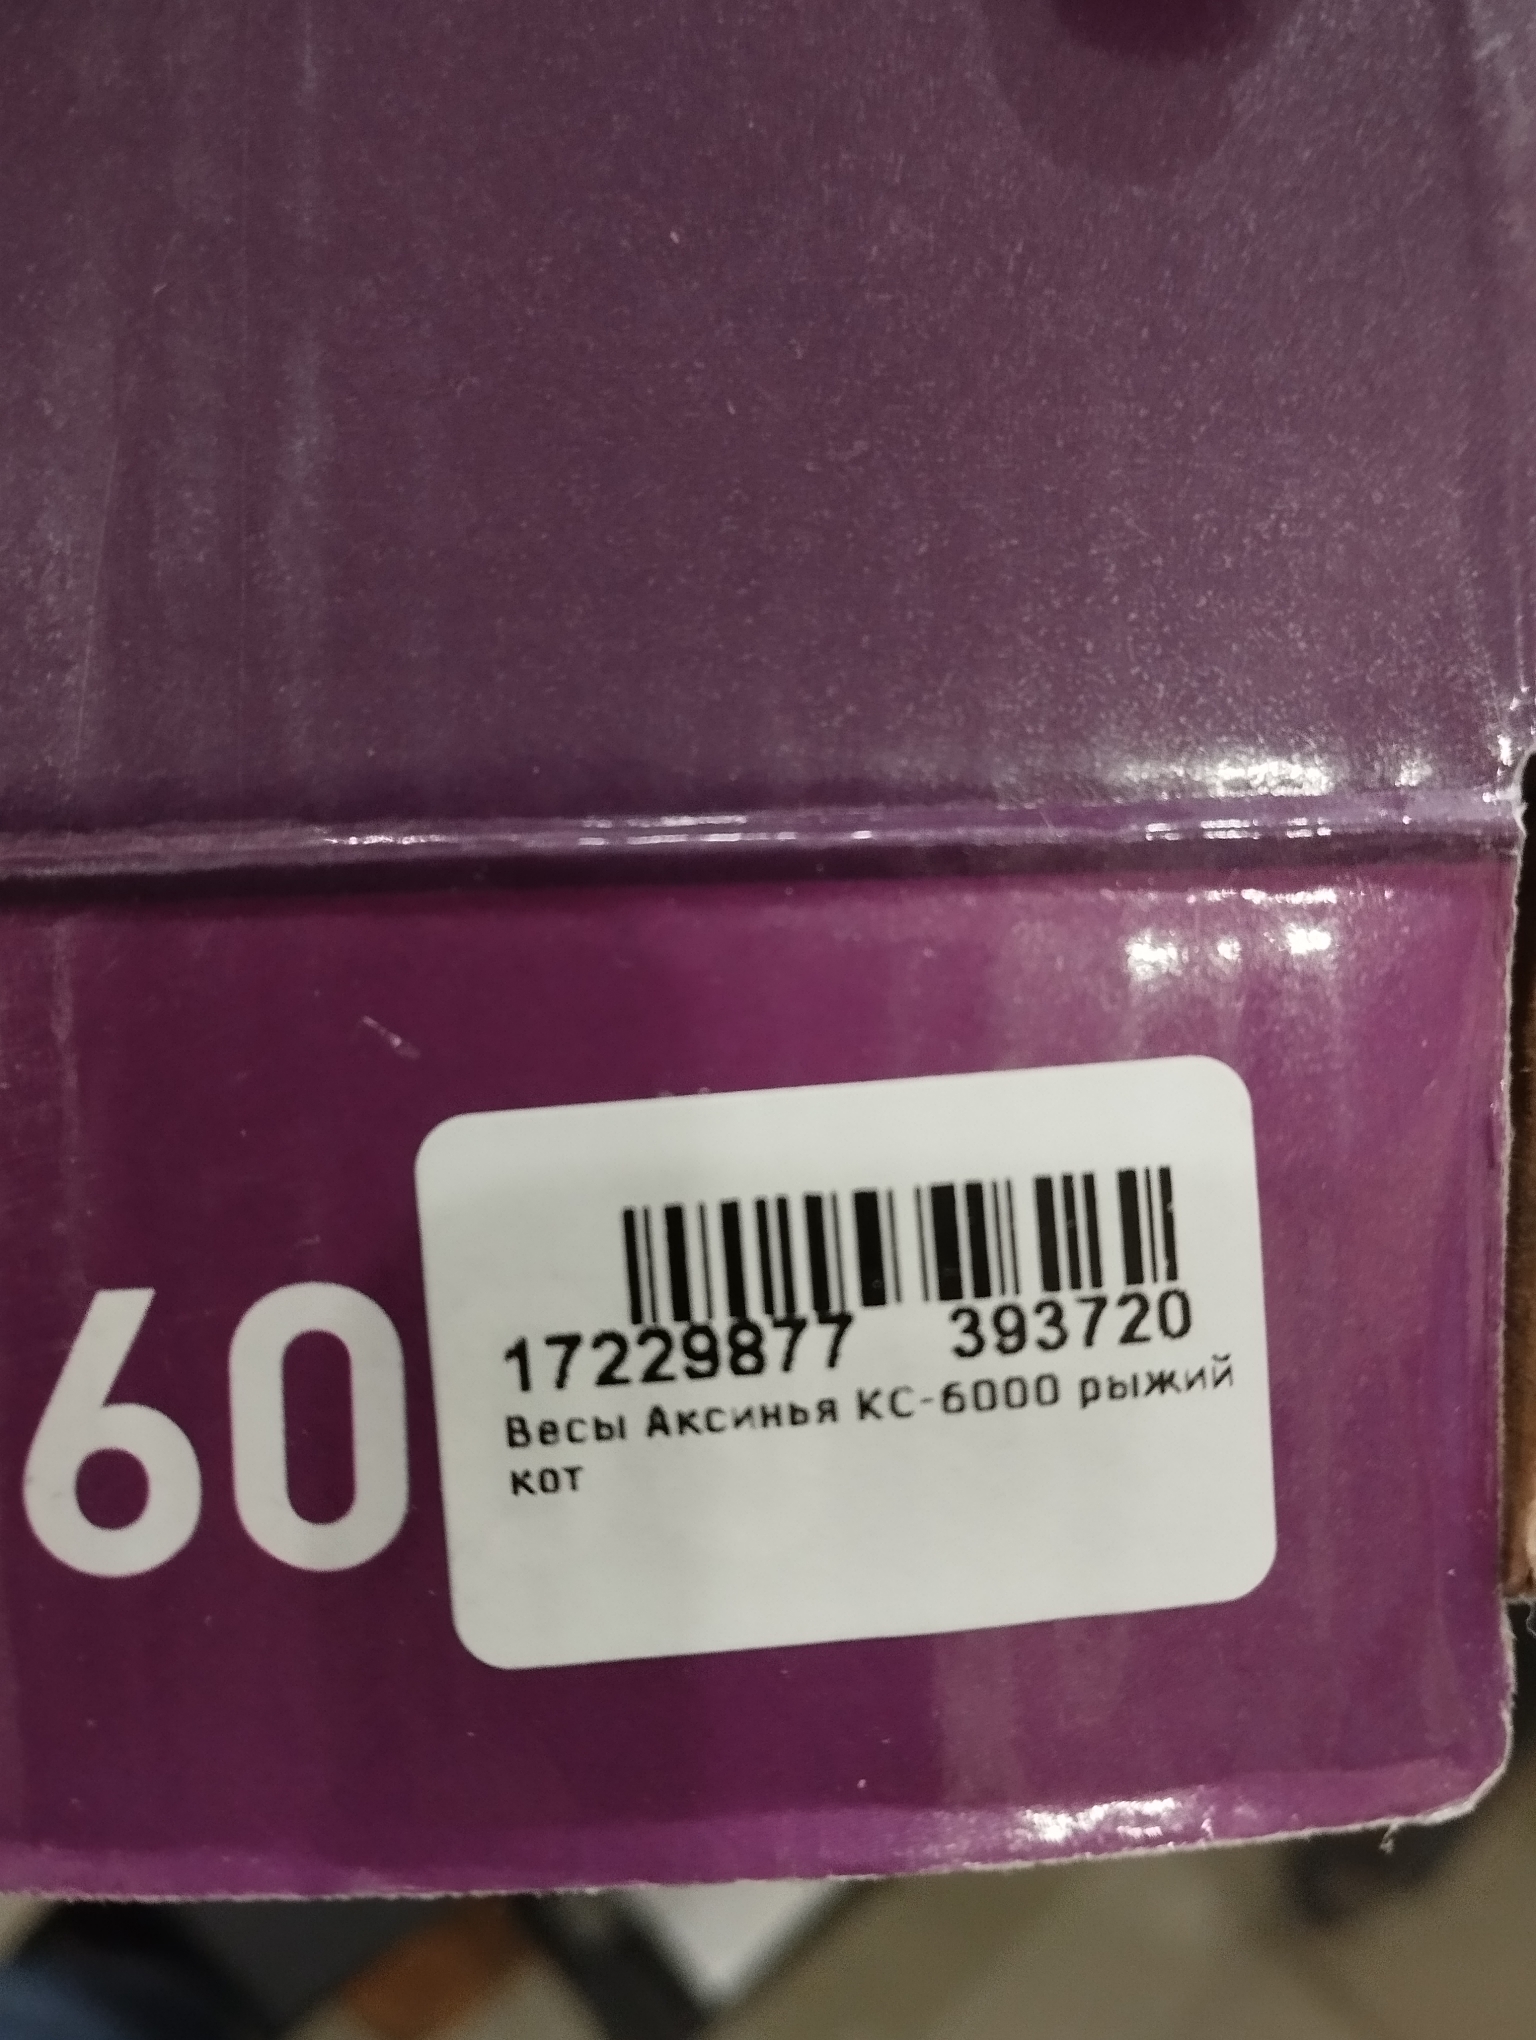 60
17229877 393720
Весы Аксинья КС-6000 рыжий
кот